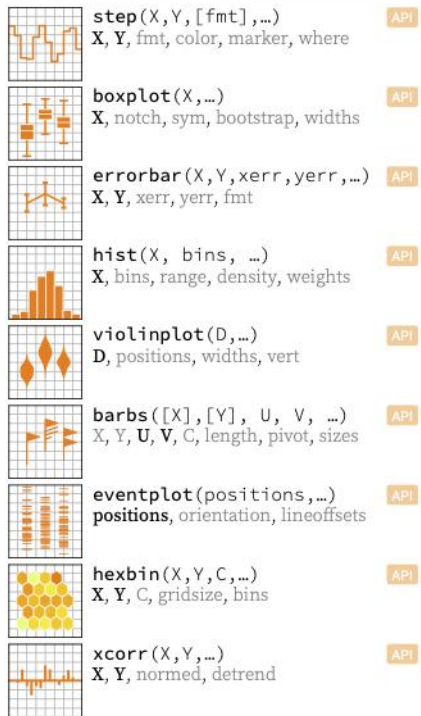 step(X,Y,[fmt],…) API
X, Y, fmt, color, marker, where
boxplot(X,…) API
X, notch, sym, bootstrap, widths
errorbar(X,Y,xerr,yerr,…) API
X, Y, xerr, yerr, fmt
hist(X, bins, …) API
X, bins, range, density, weights
violinplot(D,…) API
D, positions, widths, vert
barbs([X],[Y], U, V, …) API
X, Y, U, V, C, length, pivot, sizes
eventplot(positions,…) API
positions, orientation, lineoffsets
hexbin(X,Y,C,…) API
X, Y, C, gridsize, bins
xcorr(X,Y,…) API
X, Y, normed, detrend